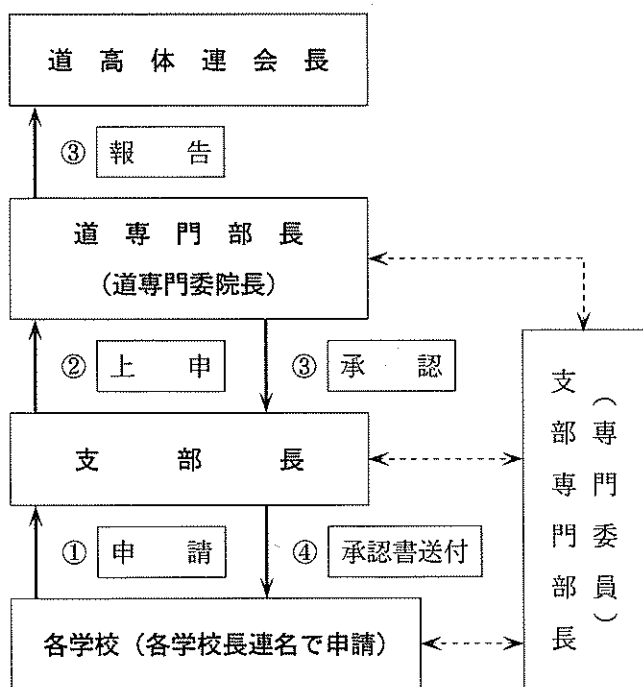 道高体連会長
③ 報告
道専門部長
(道専門委院長)
② 上申
③ 承認
支部長
① 申請
④ 承認書送付
各学校(各学校長連名で申請)
支部専門部長
(専門委員)